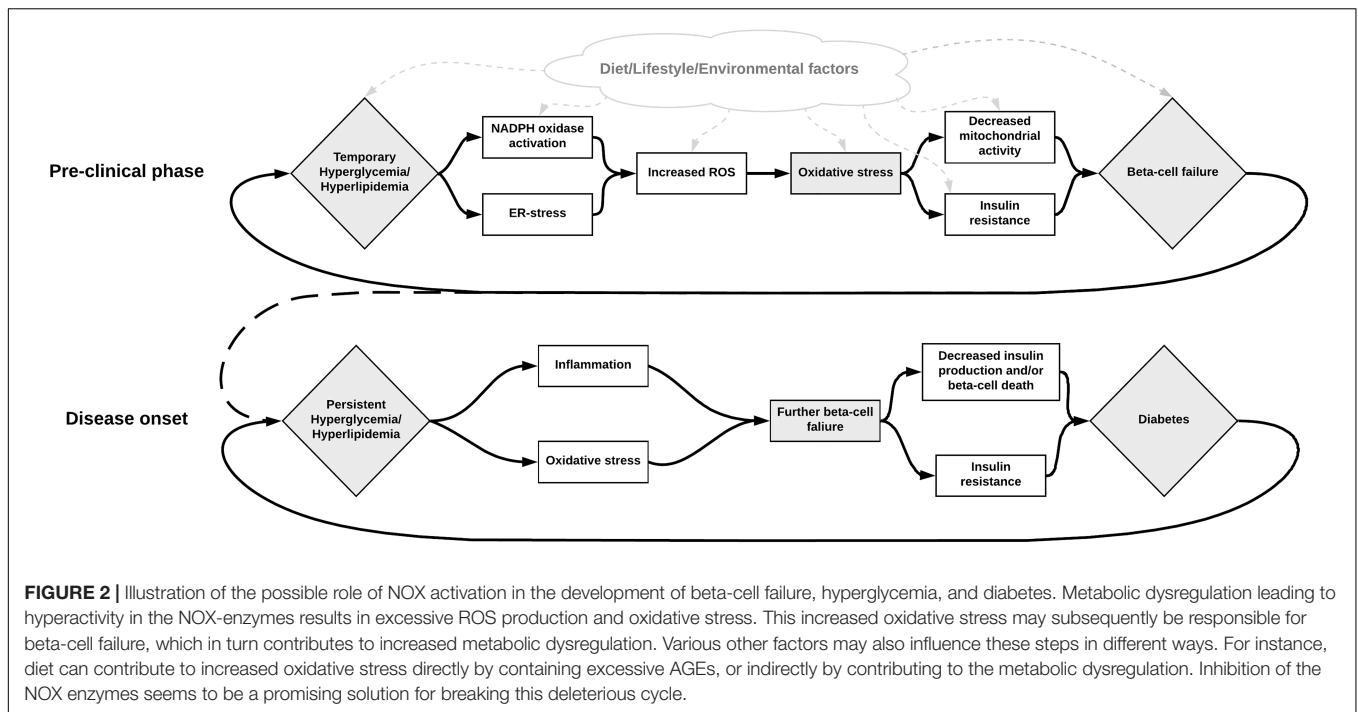 Diet/Lifestyle/Environmental factors
Pre-clinical phase
Temporary
Hyperglycemia/
Hyperlipidemia
NADPH oxidase
activation
ER-stress
Increased ROS
Oxidative stress
Decreased
mitochondrial
activity
Insulin
resistance
Beta-cell failure
Disease onset
Persistent
Hyperglycemia/
Hyperlipidemia
Inflammation
Oxidative stress
Further beta-cell
faliure
Decreased insulin
production and/or
beta-cell death
Insulin
resistance
Diabetes
FIGURE 2 | Illustration of the possible role of NOX activation in the development of beta-cell failure, hyperglycemia, and diabetes. Metabolic dysregulation leading to
hyperactivity in the NOX-enzymes results in excessive ROS production and oxidative stress. This increased oxidative stress may subsequently be responsible for
beta-cell failure, which in turn contributes to increased metabolic dysregulation. Various other factors may also influence these steps in different ways. For instance,
diet can contribute to increased oxidative stress directly by containing excessive AGEs, or indirectly by contributing to the metabolic dysregulation. Inhibition of the
NOX enzymes seems to be a promising solution for breaking this deleterious cycle.